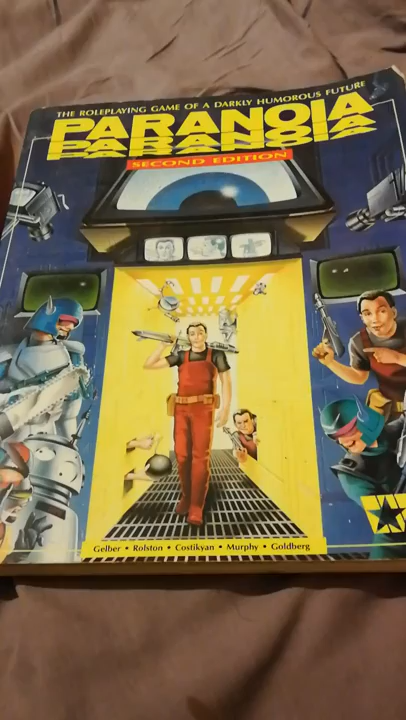 THE ROLEPLAYING GAME OF A DARKLY HUMOROUS FUTURE
PARANOIA
SECOND EDITION
Gelber • Rolston • Costikyan • Murphy • Goldberg